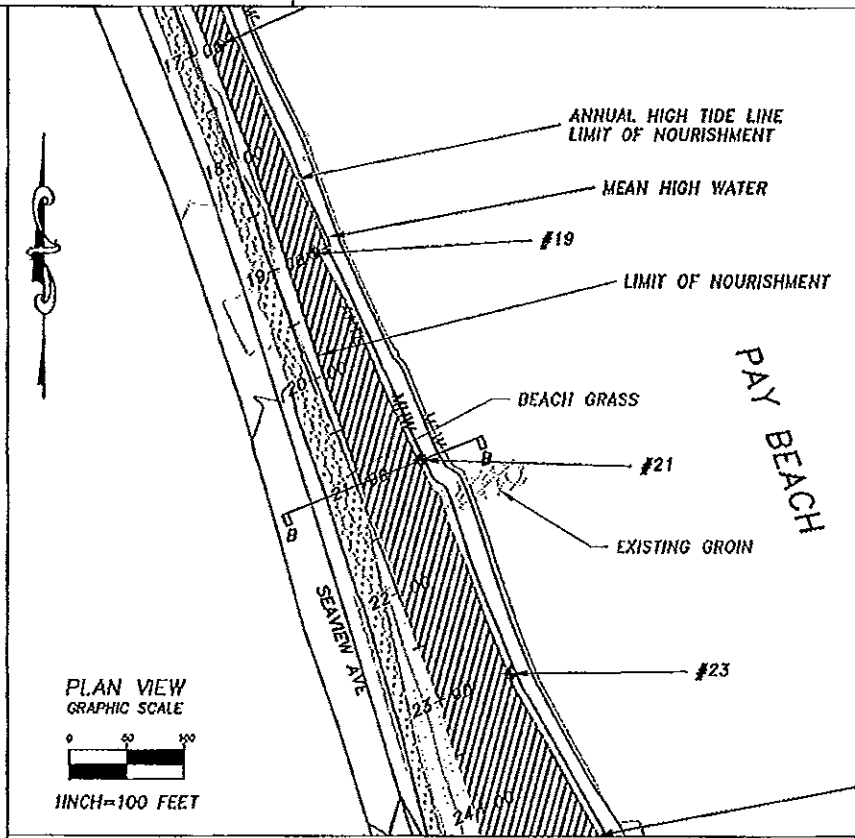 17+00
ANNUAL HIGH TIDE LINE
LIMIT OF NOURISHMENT
18+00
MEAN HIGH WATER
#19
19+00
LIMIT OF NOURISHMENT
20+00
PAY BEACH
BEACH GRASS
MHW
B
#21
21+00
B
EXISTING GROIN
SEAVIEW AVE
22+00
#23
23+00
PLAN VIEW
GRAPHIC SCALE
0 50 100
1INCH=100 FEET
24+00